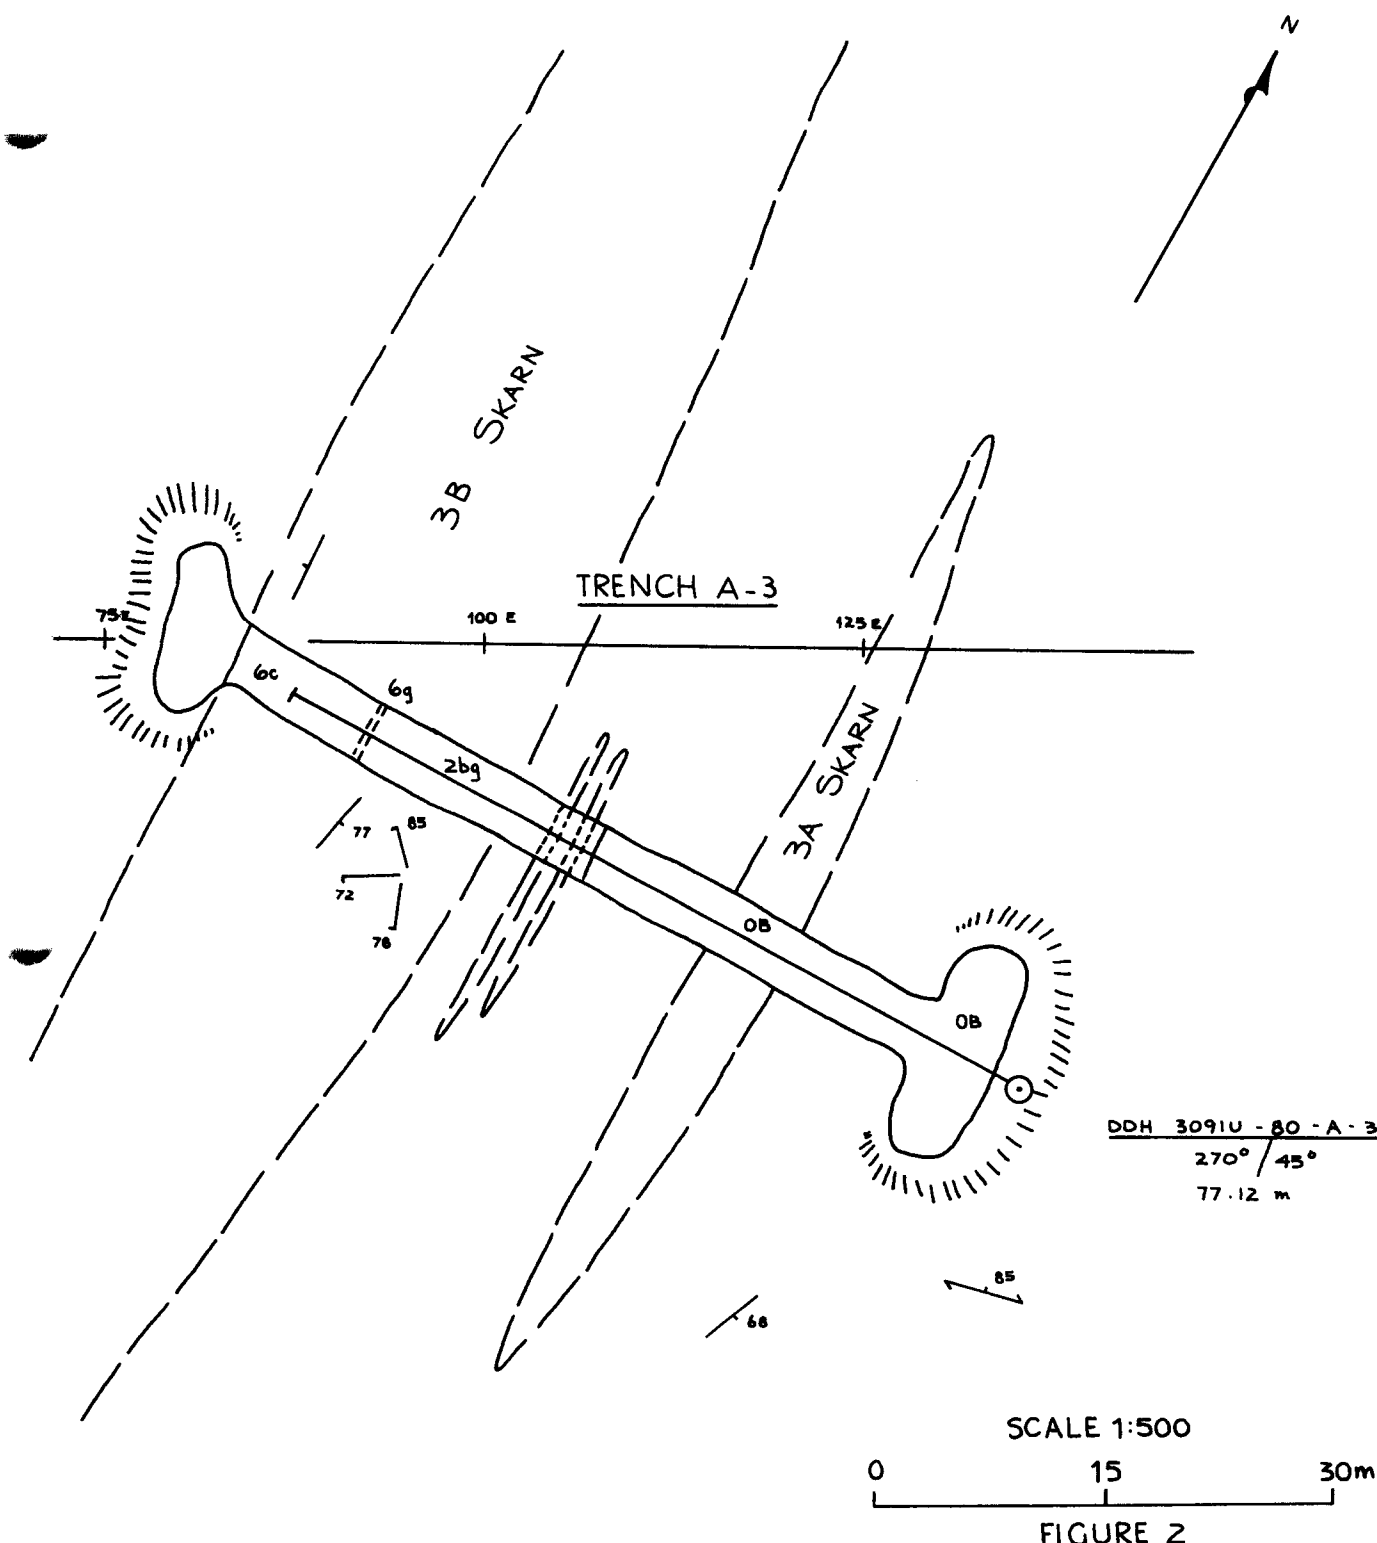 N
3B SKARN
TRENCH A-3
75E
100 E
125E
6c
6g
2bg
3A SKARN
77
85
72
78
OB
OB
DDH 3091U - 80 - A - 3
270° / 45°
77.12 m
85
68
SCALE 1:500
0 15 30m
FIGURE 2